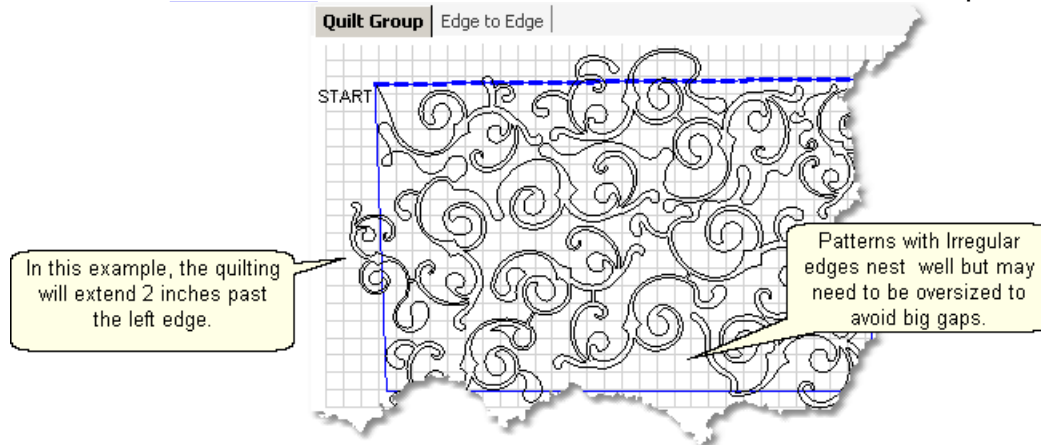 Quilt Group Edge to Edge
START
In this example, the quilting
will extend 2 inches past
the left edge.
Patterns with Irregular
edges nest well but may
need to be oversized to
avoid big gaps.